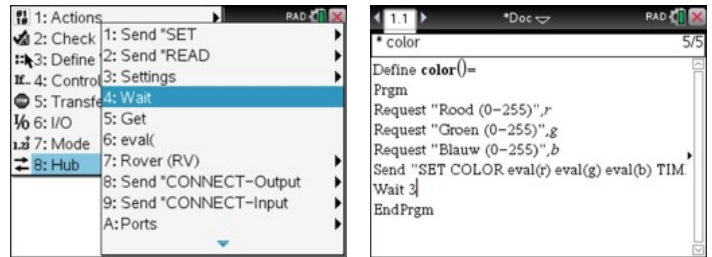 1: Actions
RAD
2: Check
3: Define
4: Control
5: Transfe
6: I/O
7: Mode
8: Hub
1: Send "SET
2: Send "READ
3: Settings
4: Wait
5: Get
6: eval(
7: Rover (RV)
8: Send "CONNECT-Output
9: Send "CONNECT-Input
A: Ports
1.1
*Doc
RAD
* color
5/5
Define color()=
Prgm
Request "Rood (0-255)",r
Request "Groen (0-255)",g
Request "Blauw (0-255)",b
Send "SET COLOR eval(r) eval(g) eval(b) TIM
Wait 3
EndPrgm